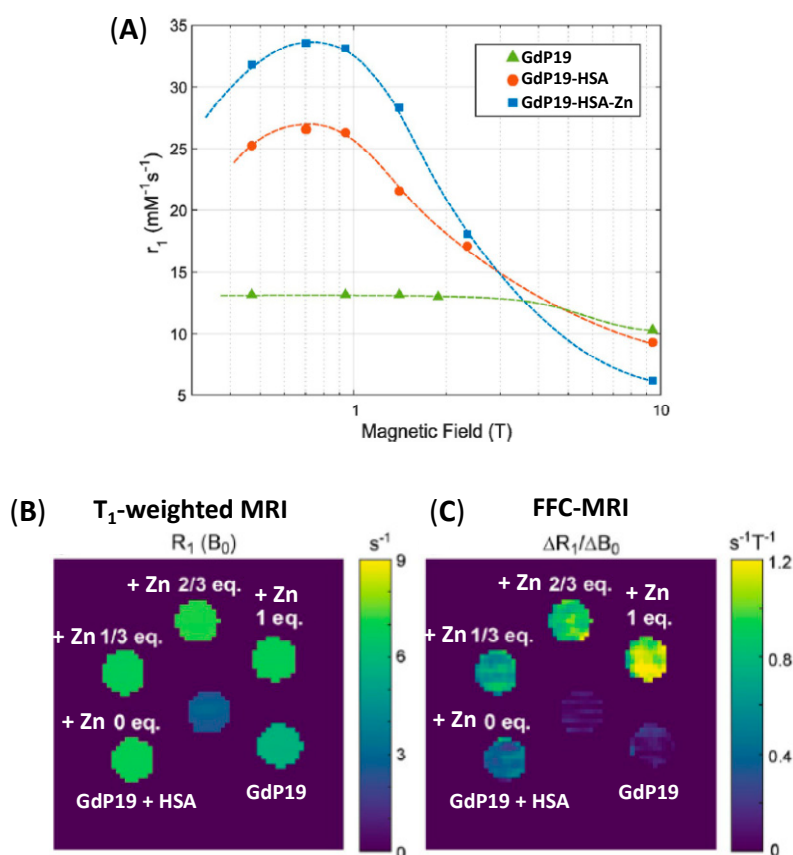 (A)
35
30
25
20
15
10
5
r₁ (mM⁻¹s⁻¹)
GdP19
GdP19-HSA
GdP19-HSA-Zn
1
10
Magnetic Field (T)
(B)
T₁-weighted MRI
R₁ (B₀)
s⁻¹
9
6
3
0
+ Zn 2/3 eq.
+ Zn
1 eq.
+ Zn 1/3 eq.
+ Zn 0 eq.
GdP19 + HSA
GdP19
(C)
FFC-MRI
ΔR₁/ΔB₀
s⁻¹T⁻¹
1.2
0.8
0.4
0
+ Zn 2/3 eq.
+ Zn
1 eq.
+ Zn 1/3 eq.
+ Zn 0 eq.
GdP19 + HSA
GdP19